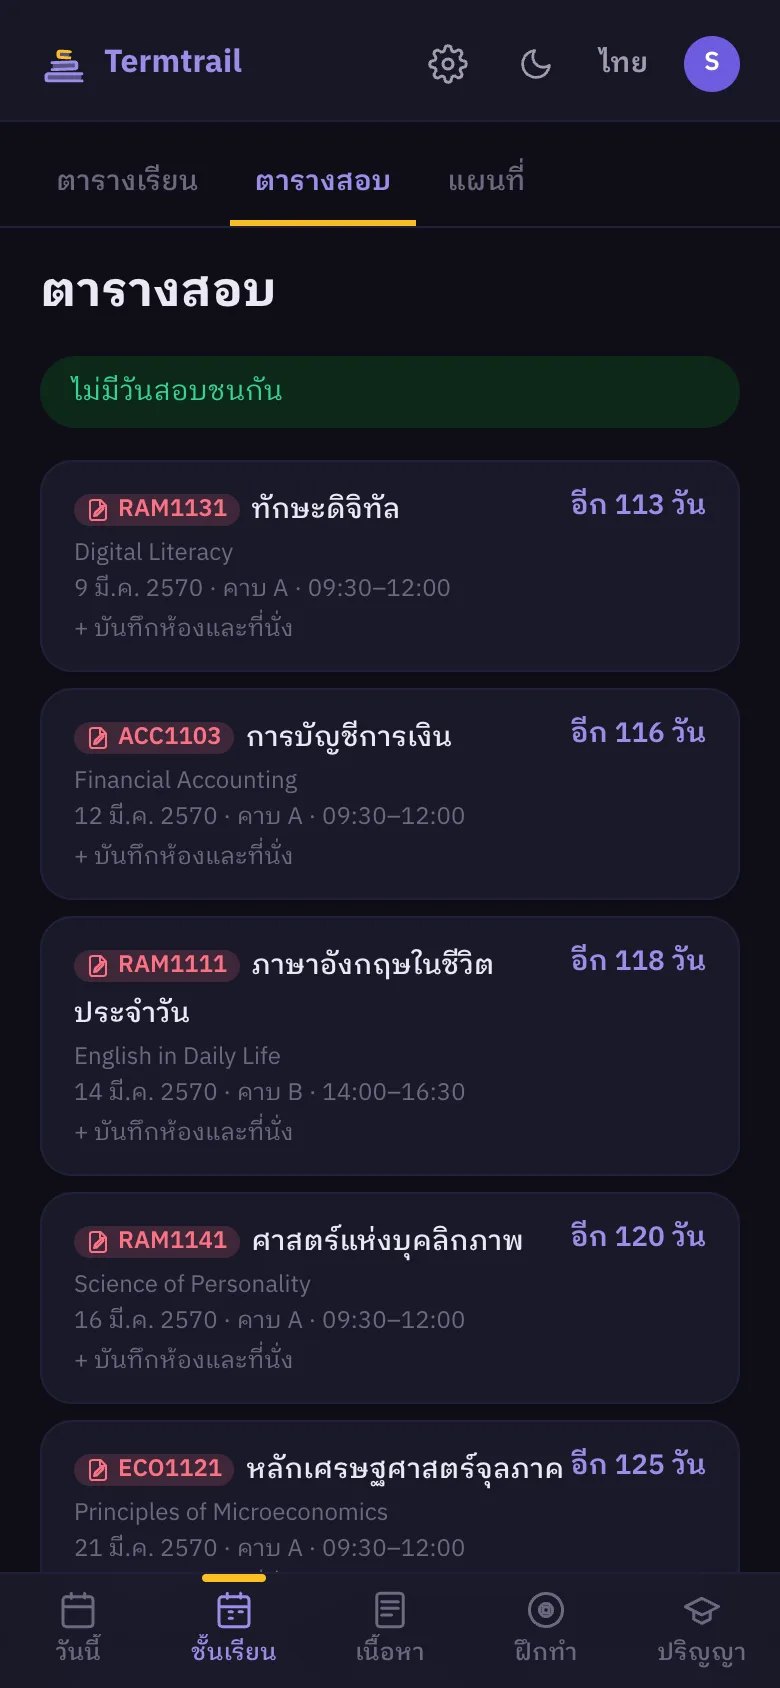 Termtrail
ไทย
S
ตารางเรียน
ตารางสอบ
แผนที่
ตารางสอบ
ไม่มีวันสอบชนกัน
RAM1131 ทักษะดิจิทัล
อีก 113 วัน
Digital Literacy
9 มี.ค. 2570 · คาบ A · 09:30–12:00
+ บันทึกห้องและที่นั่ง
ACC1103 การบัญชีการเงิน
อีก 116 วัน
Financial Accounting
12 มี.ค. 2570 · คาบ A · 09:30–12:00
+ บันทึกห้องและที่นั่ง
RAM1111 ภาษาอังกฤษในชีวิต
อีก 118 วัน
ประจำวัน
English in Daily Life
14 มี.ค. 2570 · คาบ B · 14:00–16:30
+ บันทึกห้องและที่นั่ง
RAM1141 ศาสตร์แห่งบุคลิกภาพ
อีก 120 วัน
Science of Personality
16 มี.ค. 2570 · คาบ A · 09:30–12:00
+ บันทึกห้องและที่นั่ง
ECO1121 หลักเศรษฐศาสตร์จุลภาค
อีก 125 วัน
Principles of Microeconomics
21 มี.ค. 2570 · คาบ A · 09:30–12:00
วันนี้
ชั้นเรียน
เนื้อหา
ฝึกทำ
ปริญญา